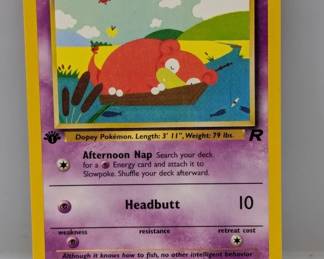 Dopey Pokémon. Length: 3' 11", Weight: 79 lbs.
1 EDITION
R
Afternoon Nap Search your deck
for a Energy card and attach it to
Slowpoke. Shuffle your deck afterward.
Headbutt 10
weakness resistance retreat cost
Although it knows how to fish, no other intelligent behavior